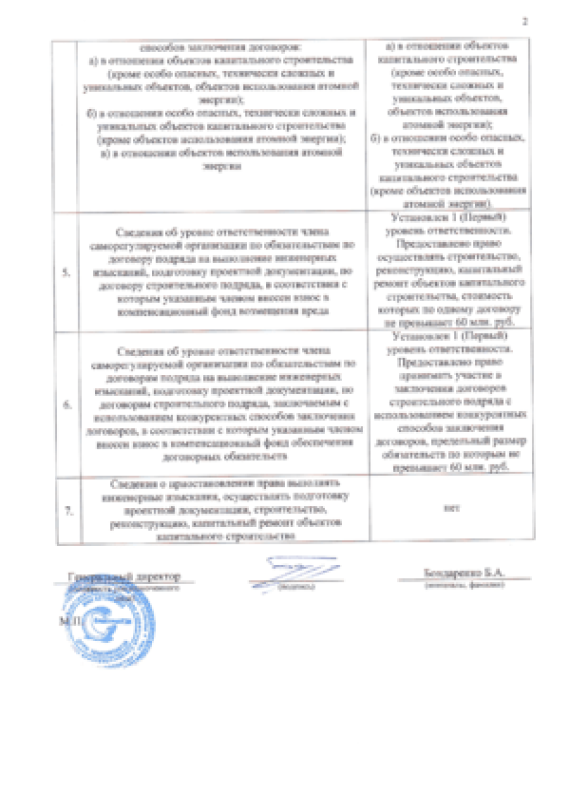 2
способов заключения договоров:
а) в отношении объектов капитального строительства
(кроме особо опасных, технически сложных и
уникальных объектов, объектов использования атомной
энергии);
б) в отношении особо опасных, технически сложных и
уникальных объектов капитального строительства
(кроме объектов использования атомной энергии);
в) в отношении объектов использования атомной
энергии
а) в отношении объектов
капитального строительства
(кроме особо опасных,
технически сложных и
уникальных объектов,
объектов использования
атомной энергии);
б) в отношении особо опасных,
технически сложных и
уникальных объектов
капитального строительства
(кроме объектов использования
атомной энергии).
5.
Сведения об уровне ответственности члена
саморегулируемой организации по обязательствам по
договору подряда на выполнение инженерных
изысканий, подготовку проектной документации, по
договору строительного подряда, в соответствии с
которым указанным членом внесен взнос в
компенсационный фонд возмещения вреда
Установлен 1 (Первый)
уровень ответственности.
Предоставлено право
осуществлять строительство,
реконструкцию, капитальный
ремонт объектов капитального
строительства, стоимость
которых по одному договору
не превышает 60 млн. руб.
6.
Сведения об уровне ответственности члена
саморегулируемой организации по обязательствам по
договорам подряда на выполнение инженерных
изысканий, подготовку проектной документации, по
договорам строительного подряда, заключаемым с
использованием конкурентных способов заключения
договоров, в соответствии с которым указанным членом
внесен взнос в компенсационный фонд обеспечения
договорных обязательств
Установлен 1 (Первый)
уровень ответственности.
Предоставлено право
принимать участие в
заключении договоров
строительного подряда с
использованием конкурентных
способов заключения
договоров, предельный размер
обязательств по которым не
превышает 60 млн. руб.
7.
Сведения о приостановлении права выполнять
инженерные изыскания, осуществлять подготовку
проектной документации, строительство,
реконструкцию, капитальный ремонт объектов
капитального строительства
нет
Генеральный директор
Бондаренко Б.А.
(подпись)
(инициалы, фамилия)
М.П.